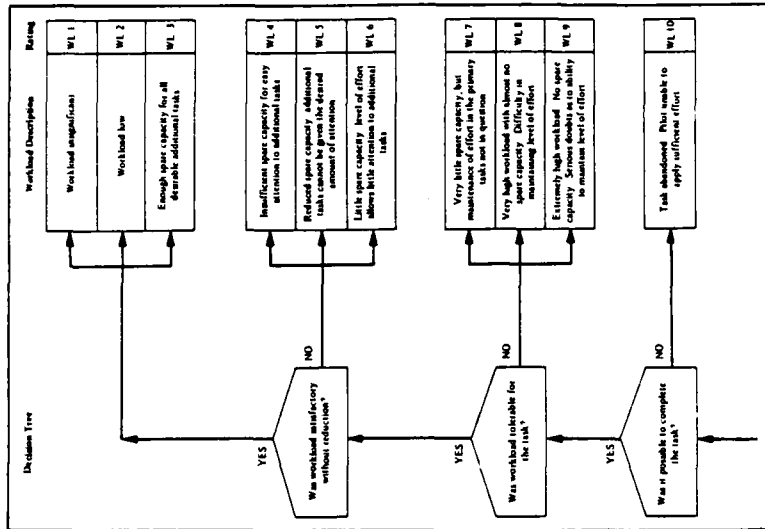 Decision Tree
Workload Description
Rating
Workload insignificant
WL 1
Workload low
WL 2
Enough spare capacity for all
desirable additional tasks
WL 3
YES
Was workload satisfactory
without reduction?
NO
Insufficient spare capacity for easy
attention to additional tasks
WL 4
Reduced spare capacity additional
tasks cannot be given the desired
amount of attention
WL 5
Little spare capacity level of effort
allows little attention to additional
tasks
WL 6
YES
Was workload tolerable for
the task?
NO
Very little spare capacity, but
maintenance of effort in the primary
tasks not in question
WL 7
Very high workload with almost no
spare capacity Difficulty in
maintaining level of effort
WL 8
Extremely high workload No spare
capacity Serious doubts as to ability
to maintain level of effort
WL 9
YES
Was it possible to complete
the task?
NO
Task abandoned Pilot unable to
apply sufficient effort
WL 10